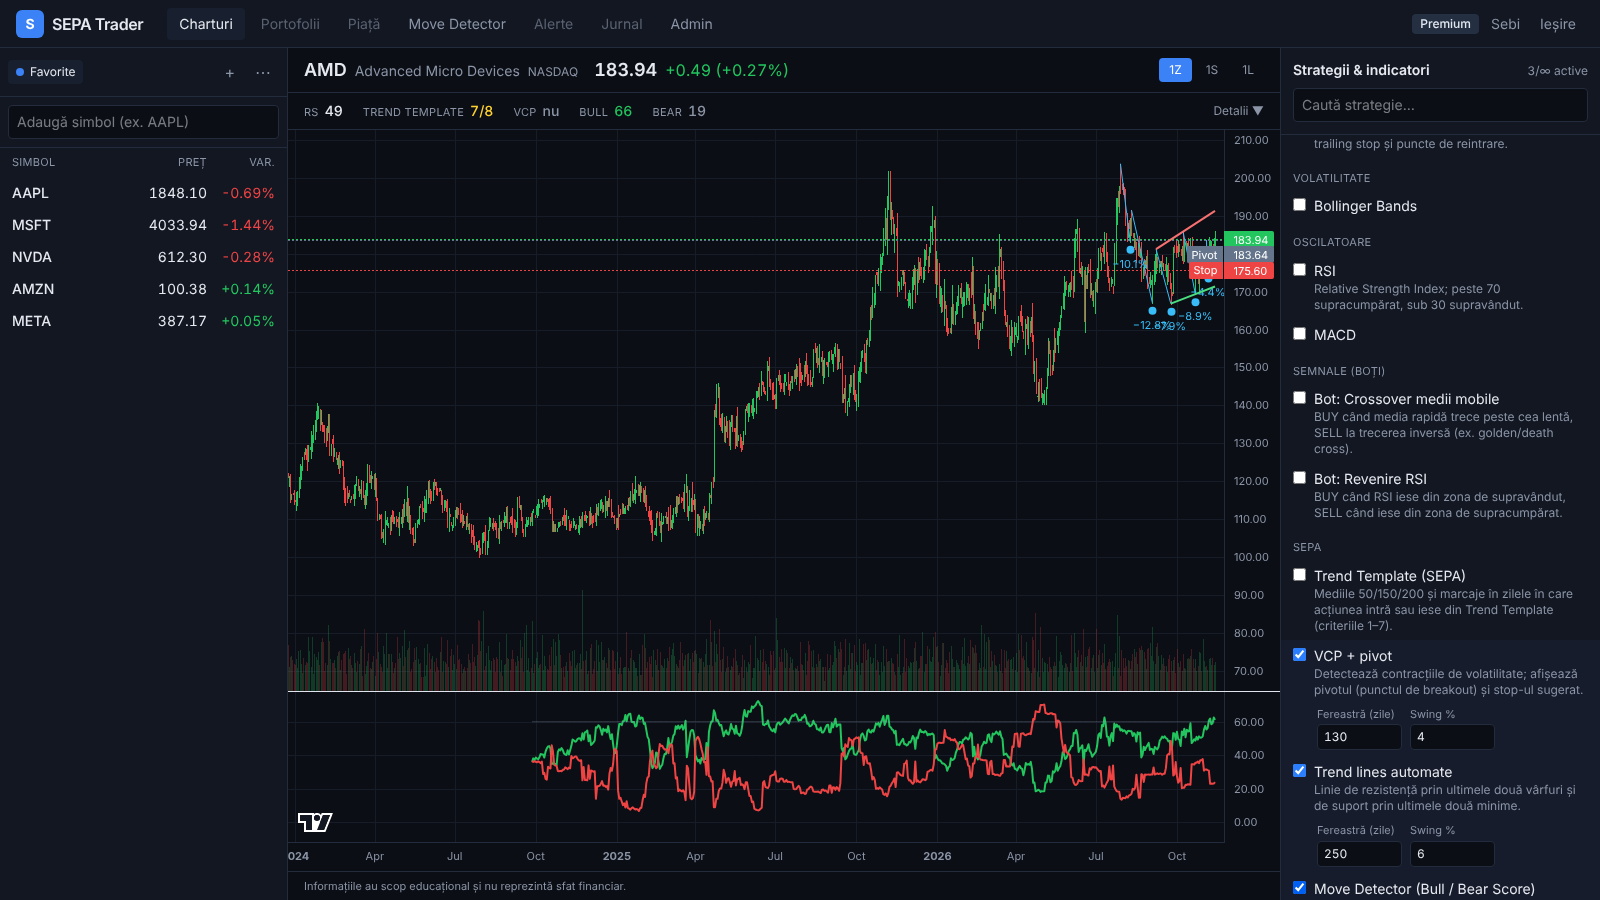 S SEPA Trader Charturi Portofolii Piață Move Detector Alerte Jurnal Admin Premium Sebi Ieșire
Favorite + ...
Adaugă simbol (ex. AAPL)
SIMBOL PREȚ VAR.
AAPL 1848.10 -0.69%
MSFT 4033.94 -1.44%
NVDA 612.30 -0.28%
AMZN 100.38 +0.14%
META 387.17 +0.05%
AMD Advanced Micro Devices NASDAQ 183.94 +0.49 (+0.27%) 1Z 1S 1L
RS 49 TREND TEMPLATE 7/8 VCP nu BULL 66 BEAR 19 Detalii ▼
210.00
200.00
190.00
183.94
Pivot 183.64
Stop 175.60
170.00
160.00
150.00
140.00
130.00
120.00
110.00
100.00
90.00
80.00
70.00
−8.9%
60.00
40.00
20.00
0.00
024 Apr Jul Oct 2025 Apr Jul Oct 2026 Apr Jul Oct
Informațiile au scop educațional și nu reprezintă sfat financiar.
Strategii & indicatori 3/∞ active
Caută strategie...
trailing stop și puncte de reintrare.
VOLATILITATE
Bollinger Bands
OSCILATOARE
RSI
Relative Strength Index; peste 70
supracumpărat, sub 30 supravândut.
MACD
SEMNALE (BOȚI)
Bot: Crossover medii mobile
BUY când media rapidă trece peste cea lentă,
SELL la trecerea inversă (ex. golden/death
cross).
Bot: Revenire RSI
BUY când RSI iese din zona de supravândut,
SELL când iese din zona de supracumpărat.
SEPA
Trend Template (SEPA)
Mediile 50/150/200 și marcaje în zilele în care
acțiunea intră sau iese din Trend Template
(criteriile 1–7).
VCP + pivot
Detectează contracțiile de volatilitate; afișează
pivotul (punctul de breakout) și stop-ul sugerat.
Fereastră (zile) Swing %
130 4
Trend lines automate
Linie de rezistență prin ultimele două vârfuri și
de suport prin ultimele două minime.
Fereastră (zile) Swing %
250 6
Move Detector (Bull / Bear Score)